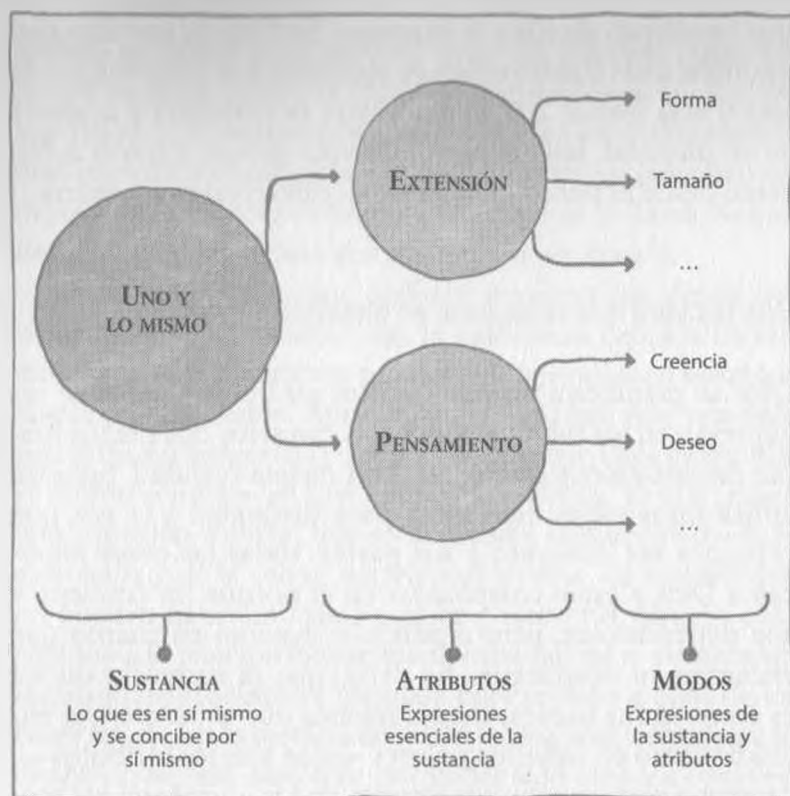 Forma
EXTENSIÓN
Tamaño
...
UNO Y
LO MISMO
Creencia
PENSAMIENTO
Deseo
....
SUSTANCIA
Lo que es en sí mismo
y se concibe por
sí mismo
ATRIBUTOS
Expresiones
esenciales de la
sustancia
MODOS
Expresiones de
la sustancia y
atributos